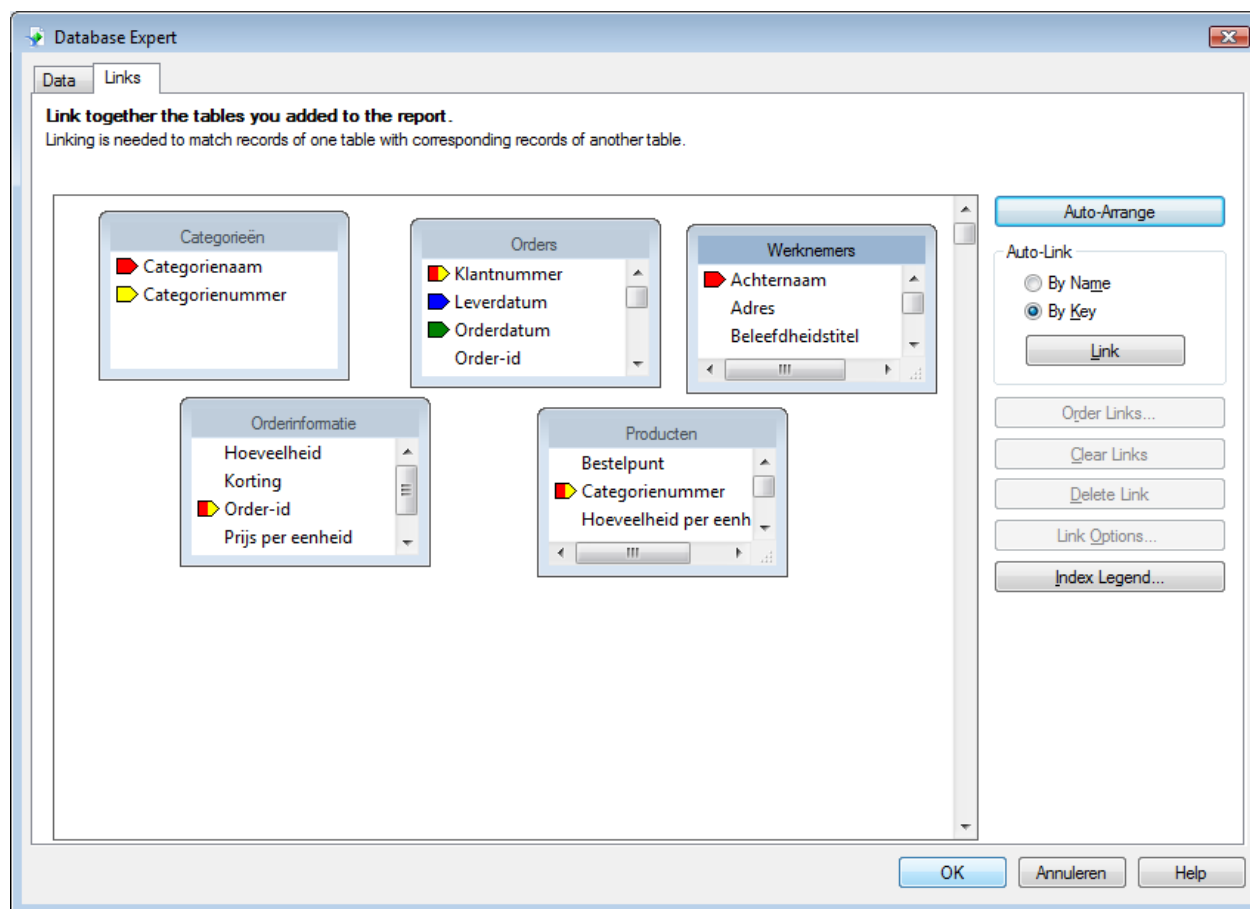 Database Expert
Data
Links
Link together the tables you added to the report.
Linking is needed to match records of one table with corresponding records of another table.
Categorieën
Categorienaam
Categorienummer
Orders
Klantnummer
Leverdatum
Orderdatum
Order-id
Werknemers
Achternaam
Adres
Beleefdheidstitel
Orderinformatie
Hoeveelheid
Korting
Order-id
Prijs per eenheid
Producten
Bestelpunt
Categorienummer
Hoeveelheid per eenh
Auto-Arrange
Auto-Link
By Name
By Key
Link
Order Links...
Clear Links
Delete Link
Link Options...
Index Legend...
OK
Annuleren
Help